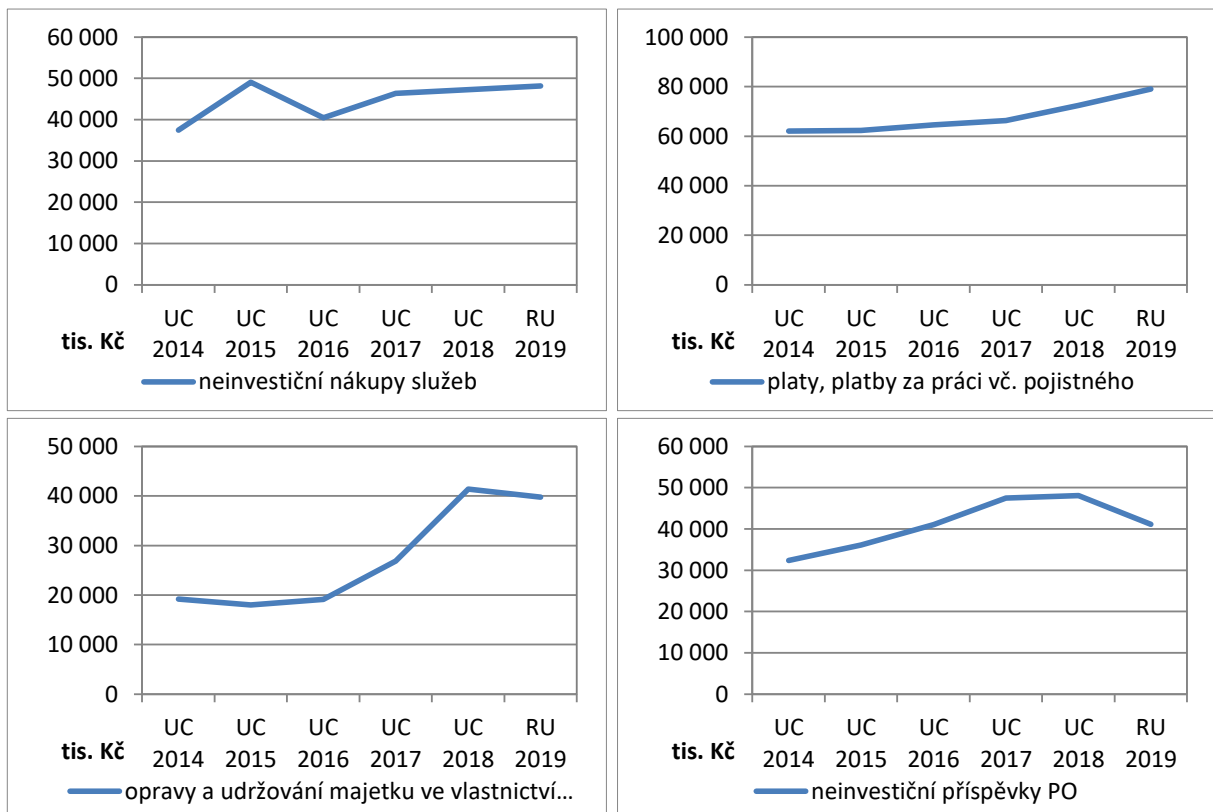 60 000
50 000
40 000
30 000
20 000
10 000
0
UC UC UC UC UC RU
tis. Kč 2014 2015 2016 2017 2018 2019
neinvestiční nákupy služeb
100 000
80 000
60 000
40 000
20 000
0
UC UC UC UC UC RU
tis. Kč 2014 2015 2016 2017 2018 2019
platy, platby za práci vč. pojistného
50 000
40 000
30 000
20 000
10 000
0
UC UC UC UC UC RU
tis. Kč 2014 2015 2016 2017 2018 2019
opravy a udržování majetku ve vlastnictví...
60 000
50 000
40 000
30 000
20 000
10 000
0
UC UC UC UC UC RU
tis. Kč 2014 2015 2016 2017 2018 2019
neinvestiční příspěvky PO